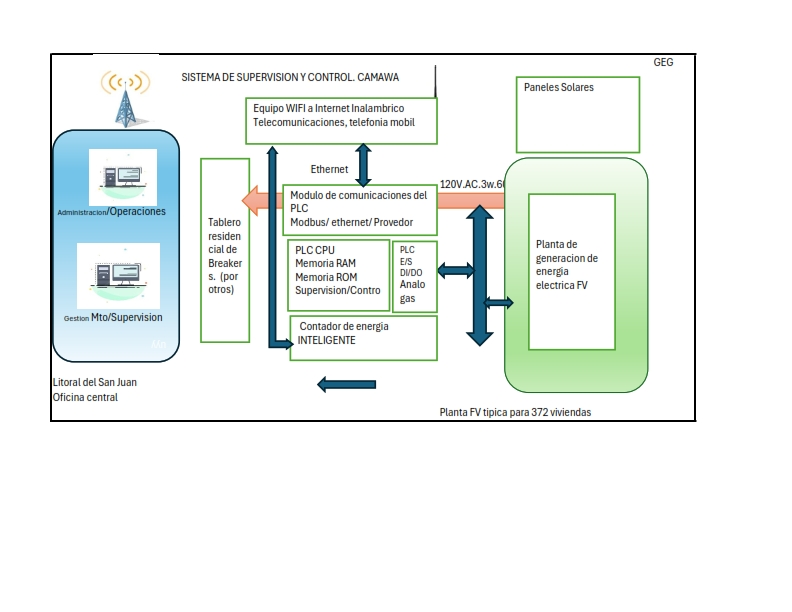 GEG
SISTEMA DE SUPERVISION Y CONTROL. CAMAWA
Paneles Solares
Equipo WIFI a Internet Inalambrico
Telecomunicaciones, telefonia mobil
Ethernet
120V.AC.3w.60
Administracion/Operaciones
Modulo de comunicaciones del
PLC
Modbus/ ethernet/ Provedor
Tablero
residen
cial de
Breaker
s. (por
otros)
PLC CPU
Memoria RAM
Memoria ROM
Supervision/Contro
PLC
E/S
DI/DO
Analo
gas
Planta de
generacion de
energia
electrica FV
Gestion Mto/Supervision
Contador de energia
INTELIGENTE
Litoral del San Juan
Oficina central
Planta FV tipica para 372 viviendas